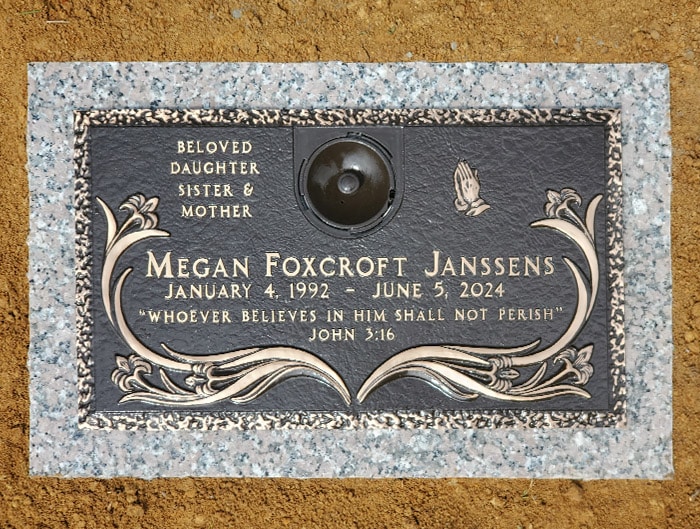 BELOVED
DAUGHTER
SISTER &
MOTHER
MEGAN FOXCROFT JANSSENS
JANUARY 4, 1992 - JUNE 5, 2024
"WHOEVER BELIEVES IN HIM SHALL NOT PERISH"
JOHN 3:16